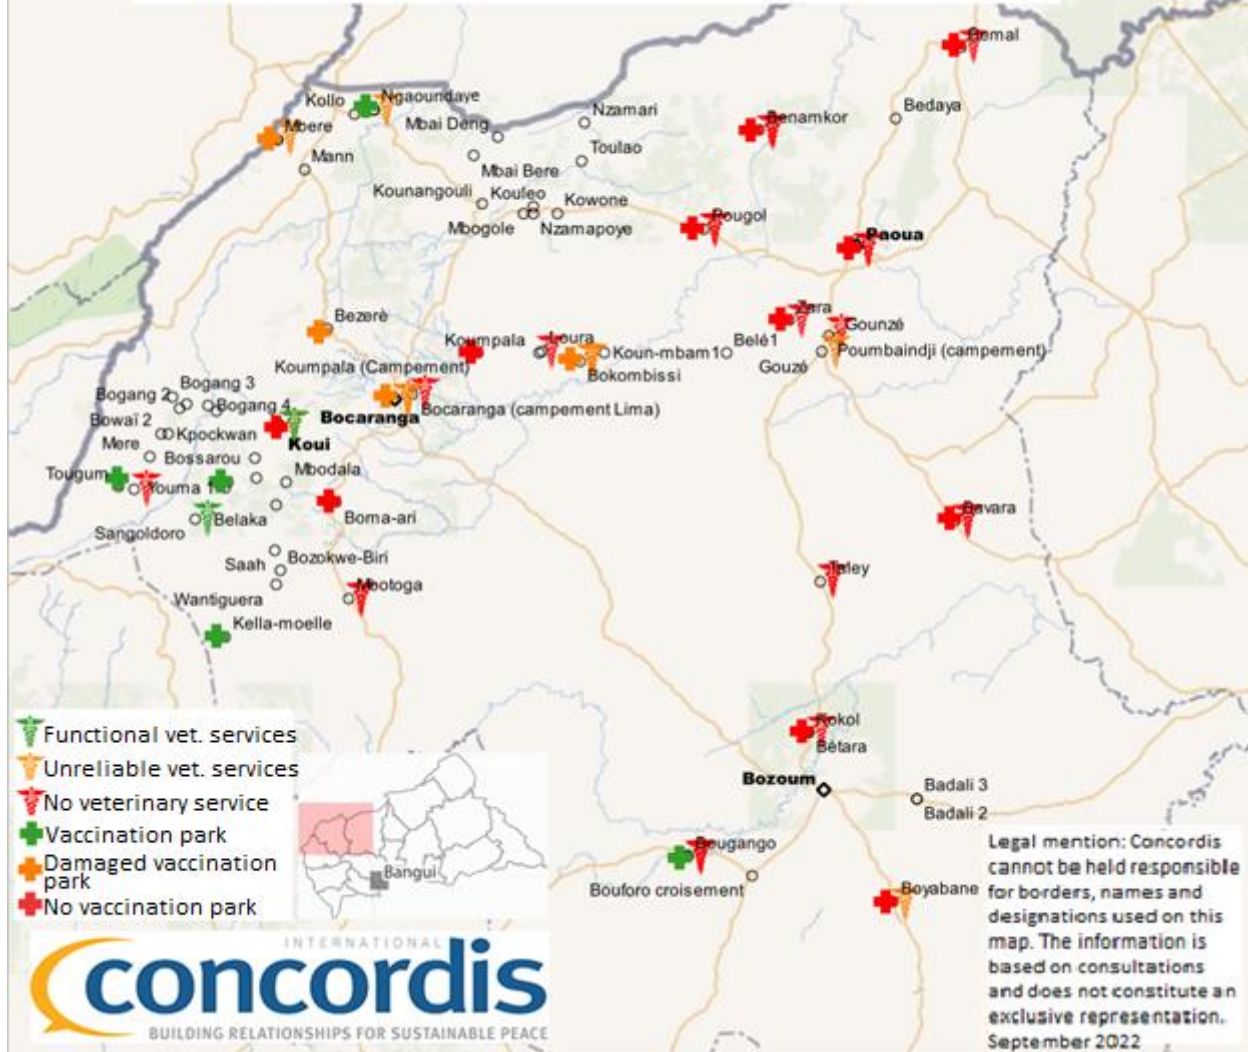 Bemal
Kollo
Ngaoundaye
Nzamari
Bedaya
Mbere
Mbai Deng
Benamkor
Mann
Toulao
Mbai Bere
Kounangouli
Koufeo
Kowone
Mbogole
Nzamapoye
Pougol
Paoua
Bezerè
Zara
Gounzé
Koumpala
Loura
Koun-mbam1
Belé1
Poumbaindji (campement)
Koumpala (Campement)
Bokombissi
Gouzé
Bogang 3
Bogang 2
Bogang 4
Bocaranga (campement Lima)
Bocaranga
Bowaï 2
Kpockwan
Koui
Mere
Bossarou
Tougum
Mbodala
Youma 1
Belaka
Boma-ari
Bavara
Sangoldoro
Saah
Bozokwe-Biri
Taley
Mbotoga
Wantiguera
Kella-moelle
Kokol
Bétara
Bozoum
Badali 3
Badali 2
Bougango
Bouforo croisement
Boyabane
Functional vet. services
Unreliable vet. services
No veterinary service
Vaccination park
Damaged vaccination
park
No vaccination park
Bangui
INTERNATIONAL
concordis
BUILDING RELATIONSHIPS FOR SUSTAINABLE PEACE
Legal mention: Concordis
cannot be held responsible
for borders, names and
designations used on this
map. The information is
based on consultations
and does not constitute an
exclusive representation.
September 2022